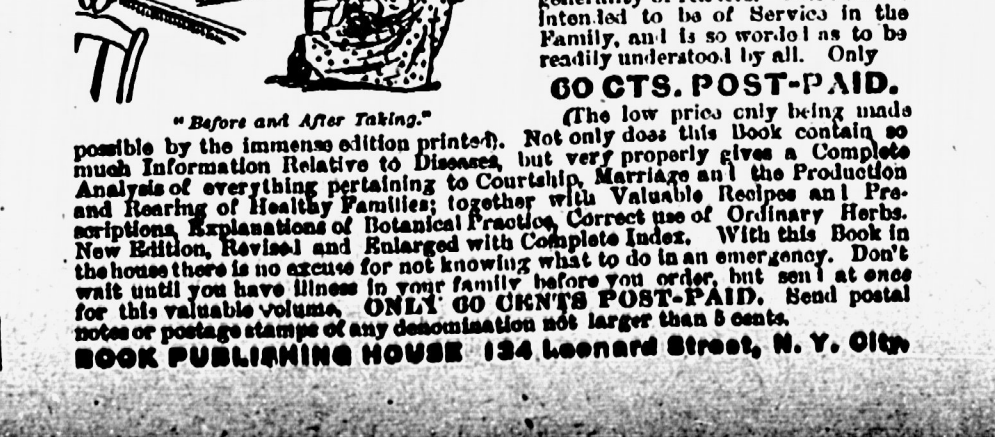 Intended to be of Service in the
Family, and is so worded as to be
readily understood by all. Only
60 CTS. POST-PAID.
"Before and After Taking."
(The low price only being made
possible by the immense edition printed). Not only does this Book contain so
much Information Relative to Diseases, but very properly gives a Complete
Analysis of everything pertaining to Courtship, Marriage and the Production
and Rearing of Healthy Families; together with Valuable Recipes and Pre-
scriptions, Explanations of Botanical Practice, Correct use of Ordinary Herbs.
New Edition, Revised and Enlarged with Complete Index. With this Book in
the house there is no excuse for not knowing what to do in an emergency. Don't
wait until you have illness in your family before you order, but send at once
for this valuable volume. ONLY 60 CENTS POST-PAID. Send postal
notes or postage stamps of any denomination not larger than 5 cents.
BOOK PUBLISHING HOUSE 134 Leonard Street, N. Y. City.